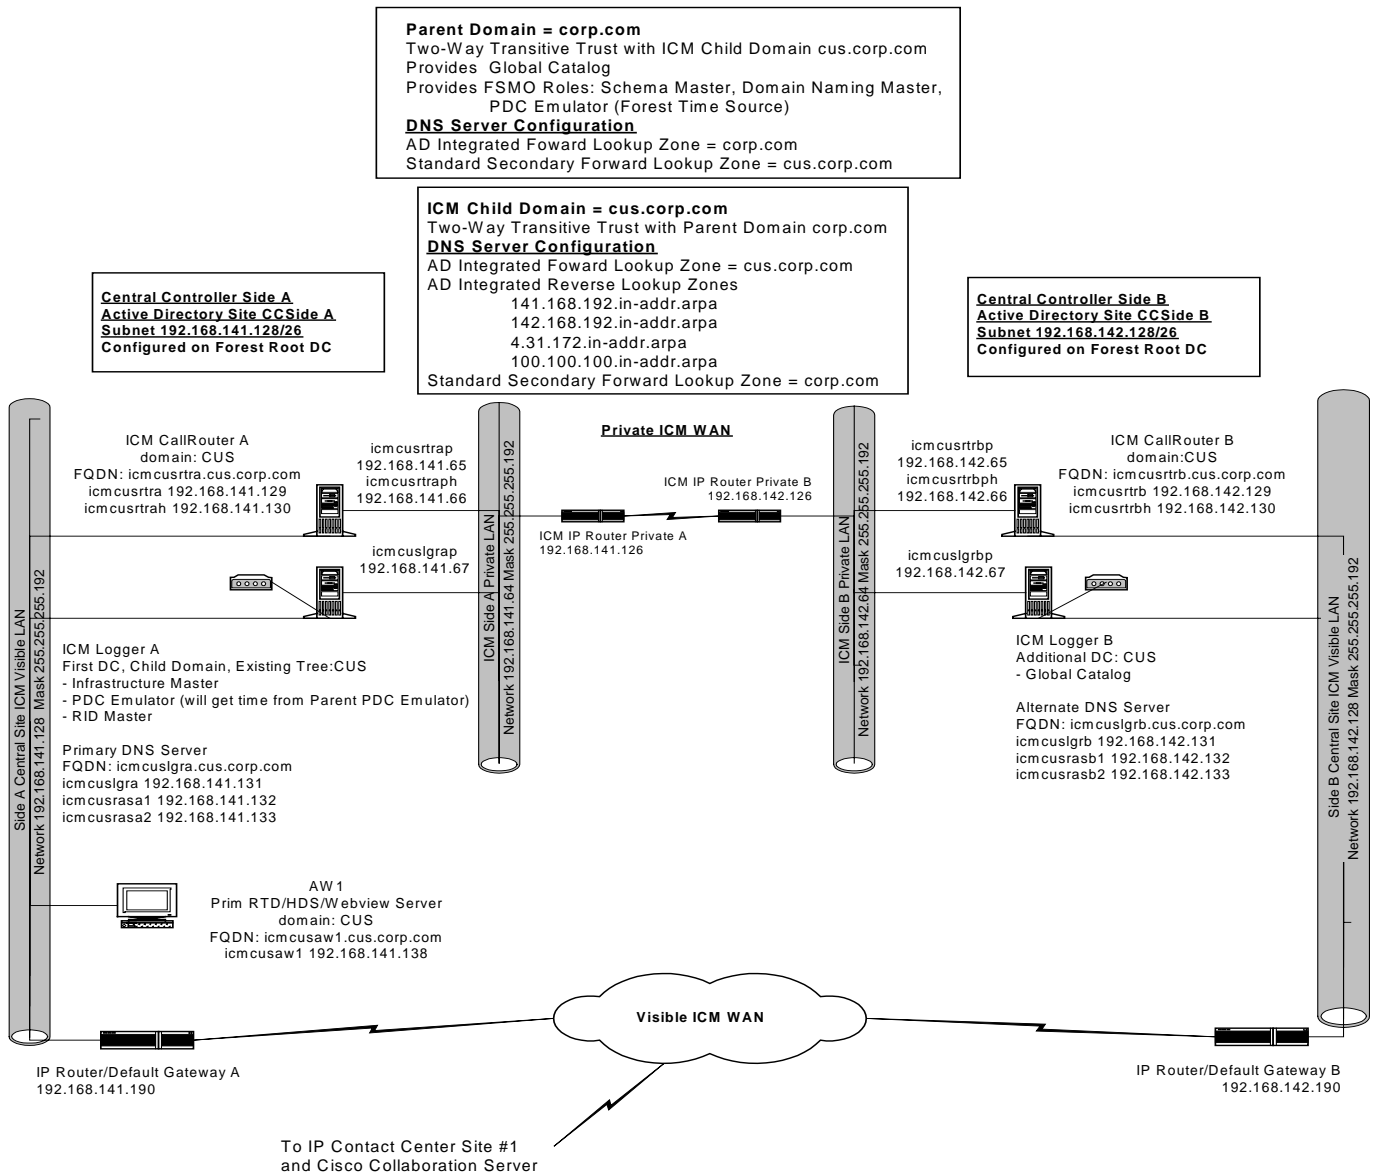 Parent Domain = corp.com
Two-Way Transitive Trust with ICM Child Domain cus.corp.com
Provides Global Catalog
Provides FSMO Roles: Schema Master, Domain Naming Master,
PDC Emulator (Forest Time Source)
DNS Server Configuration
AD Integrated Foward Lookup Zone = corp.com
Standard Secondary Forward Lookup Zone = cus.corp.com
ICM Child Domain = cus.corp.com
Two-Way Transitive Trust with Parent Domain corp.com
DNS Server Configuration
AD Integrated Foward Lookup Zone = cus.corp.com
AD Integrated Reverse Lookup Zones
141.168.192.in-addr.arpa
142.168.192.in-addr.arpa
4.31.172.in-addr.arpa
100.100.100.in-addr.arpa
Standard Secondary Forward Lookup Zone = corp.com
Central Controller Side A
Active Directory Site CCSide A
Subnet 192.168.141.128/26
Configured on Forest Root DC
Central Controller Side B
Active Directory Site CCSide B
Subnet 192.168.142.128/26
Configured on Forest Root DC
Side A Central Site ICM Visible LAN
Network 192.168.141.128 Mask 255.255.255.192
ICM CallRouter A
domain: CUS
FQDN: icmcusrtra.cus.corp.com
icmcusrtra 192.168.141.129
icmcusrtrah 192.168.141.130
icmcusrtrap
192.168.141.65
icmcusrtraph
192.168.141.66
icmcuslgrap
192.168.141.67
ICM Side A Private LAN
Network 192.168.141.64 Mask 255.255.255.192
Private ICM WAN
ICM IP Router Private B
192.168.142.126
ICM IP Router Private A
192.168.141.126
ICM Side B Private LAN
Network 192.168.142.64 Mask 255.255.255.192
icmcusrtrbp
192.168.142.65
icmcusrtrbph
192.168.142.66
icmcuslgrbp
192.168.142.67
ICM CallRouter B
domain:CUS
FQDN: icmcusrtrb.cus.corp.com
icmcusrtrb 192.168.142.129
icmcusrtrbh 192.168.142.130
Side B Central Site ICM Visible LAN
Network 192.168.142.128 Mask 255.255.255.192
ICM Logger A
First DC, Child Domain, Existing Tree:CUS
- Infrastructure Master
- PDC Emulator (will get time from Parent PDC Emulator)
- RID Master
Primary DNS Server
FQDN: icmcuslgra.cus.corp.com
icmcuslgra 192.168.141.131
icmcusrasa1 192.168.141.132
icmcusrasa2 192.168.141.133
ICM Logger B
Additional DC: CUS
- Global Catalog
Alternate DNS Server
FQDN: icmcuslgrb.cus.corp.com
icmcuslgrb 192.168.142.131
icmcusrasb1 192.168.142.132
icmcusrasb2 192.168.142.133
AW1
Prim RTD/HDS/Webview Server
domain: CUS
FQDN: icmcusaw1.cus.corp.com
icmcusaw1 192.168.141.138
Visible ICM WAN
IP Router/Default Gateway A
192.168.141.190
IP Router/Default Gateway B
192.168.142.190
To IP Contact Center Site #1
and Cisco Collaboration Server